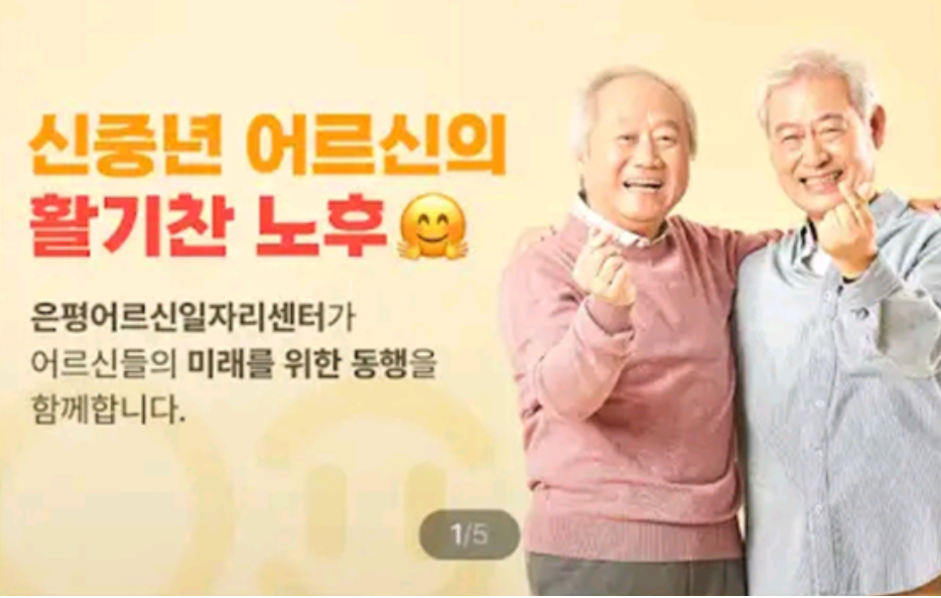 신중년 어르신의
활기찬 노후🤗
은평어르신일자리센터가
어르신들의 미래를 위한 동행을
함께합니다.
1/5